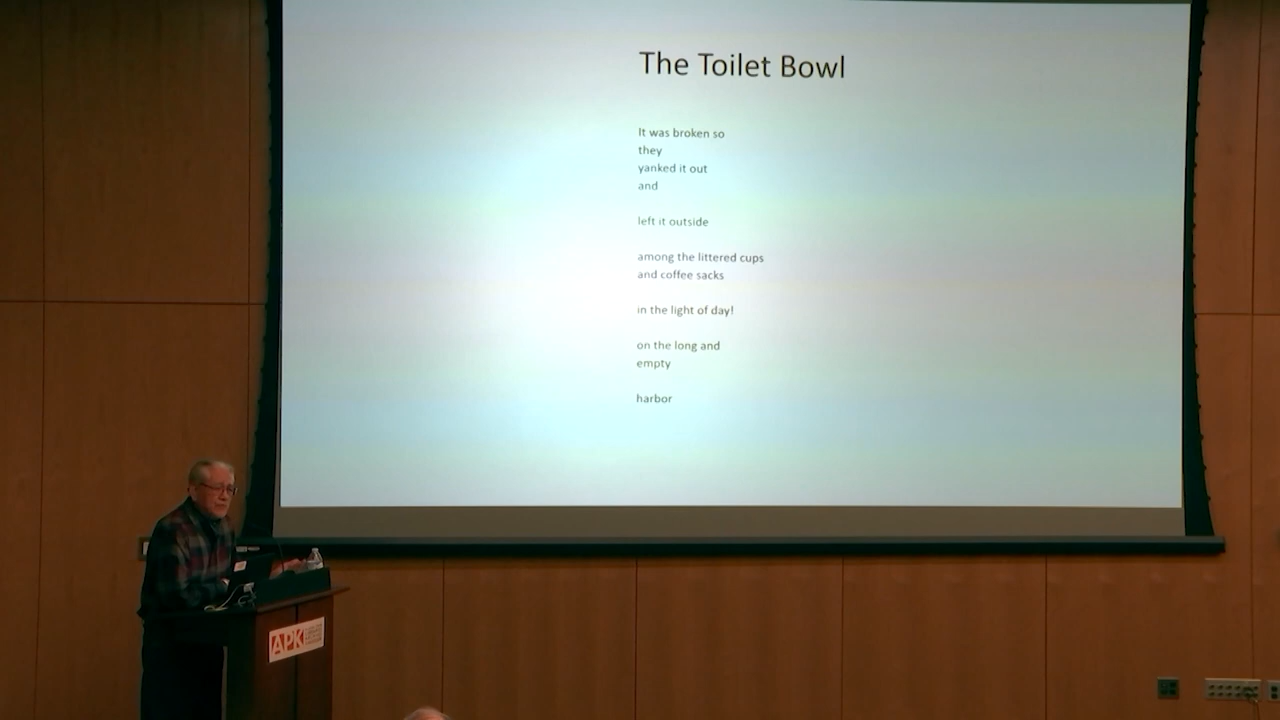 The Toilet Bowl
It was broken so
they
yanked it out
and
left it outside
among the littered cups
and coffee sacks
in the light of day!
on the long and
empty
harbor
APK